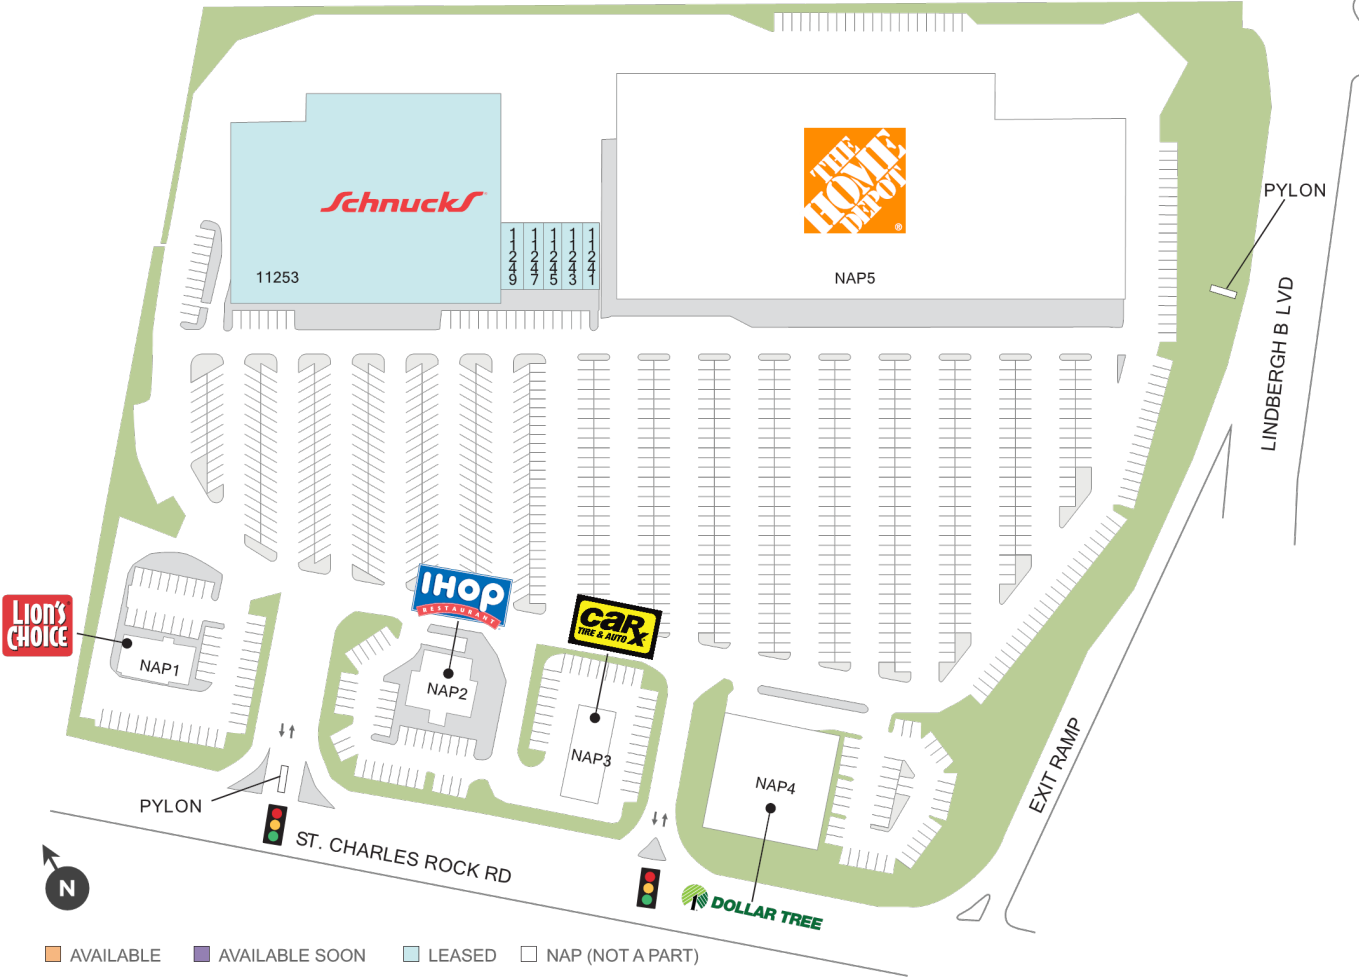 THE
HOME
DEPOT
®
PYLON
Schnucks
11249
11247
11245
11243
11241
11253
NAP5
LINDBERGH B LVD
IHOP
RESTAURANT
CAR X
TIRE & AUTO
LION'S
CHOICE
NAP1
NAP2
NAP3
NAP4
EXIT RAMP
PYLON
ST. CHARLES ROCK RD
N
DOLLAR TREE
AVAILABLE
AVAILABLE SOON
LEASED
NAP (NOT A PART)